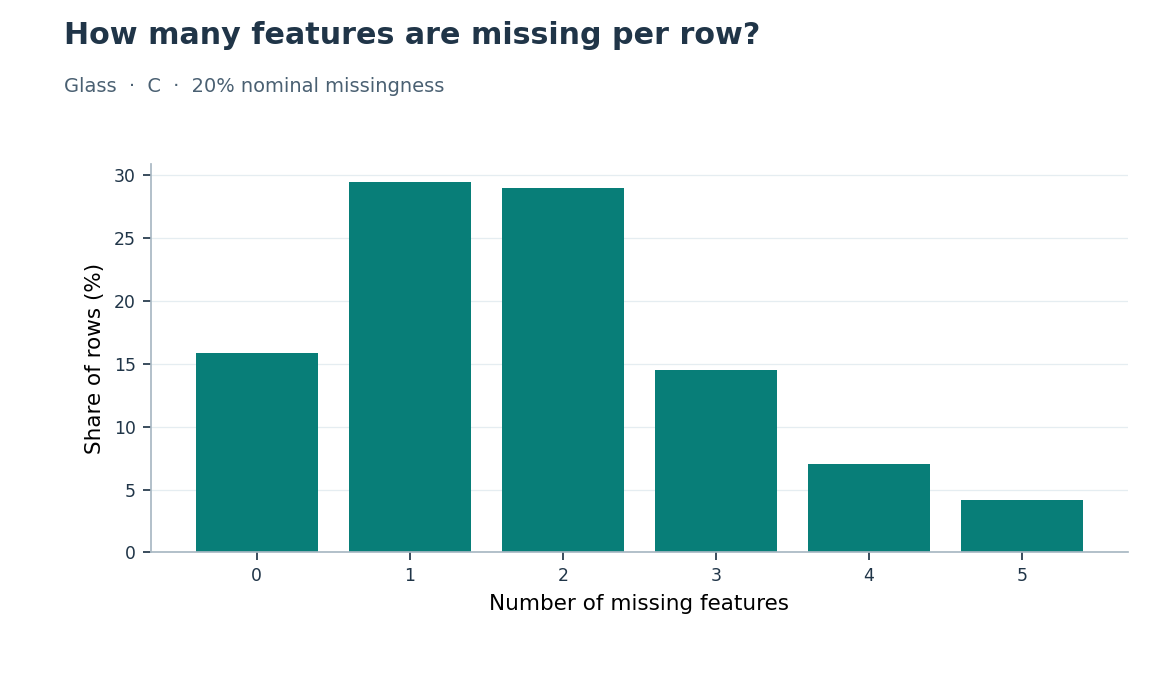 How many features are missing per row?
Glass · C · 20% nominal missingness
30
25
20
15
10
5
0
Share of rows (%)
0 1 2 3 4 5
Number of missing features